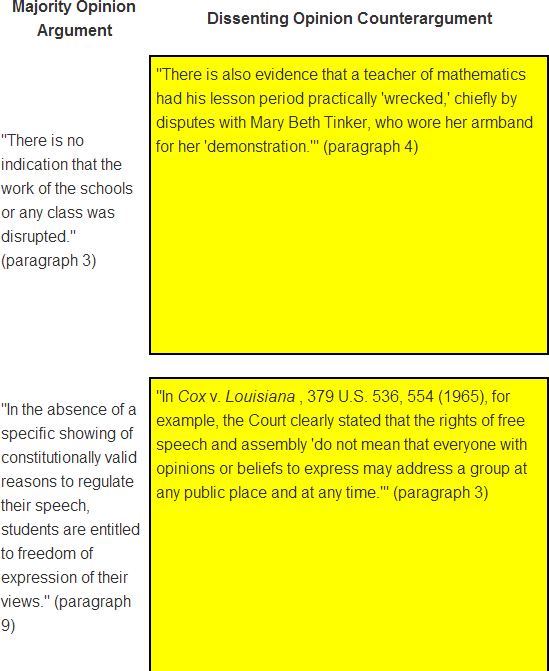 Majority Opinion
Argument
Dissenting Opinion Counterargument
"There is no
indication that the
work of the schools
or any class was
disrupted."
(paragraph 3)
"There is also evidence that a teacher of mathematics
had his lesson period practically 'wrecked,' chiefly by
disputes with Mary Beth Tinker, who wore her armband
for her 'demonstration.'" (paragraph 4)
"In the absence of a
specific showing of
constitutionally valid
reasons to regulate
their speech,
students are entitled
to freedom of
expression of their
views." (paragraph
9)
"In Cox v. Louisiana , 379 U.S. 536, 554 (1965), for
example, the Court clearly stated that the rights of free
speech and assembly 'do not mean that everyone with
opinions or beliefs to express may address a group at
any public place and at any time.'" (paragraph 3)